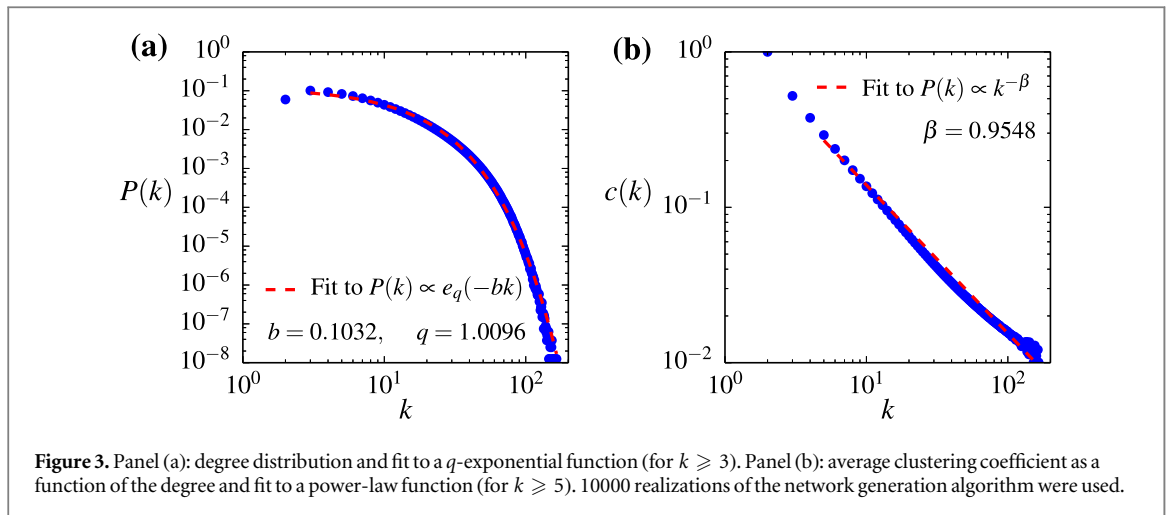 (a)
10^0
10^-1
10^-2
10^-3
10^-4
10^-5
10^-6
10^-7
10^-8
P(k)
Fit to P(k) ∝ e_q(−bk)
b = 0.1032, q = 1.0096
10^0 10^1 10^2
k
(b)
10^0
10^-1
10^-2
c(k)
Fit to P(k) ∝ k^−β
β = 0.9548
10^0 10^1 10^2
k
Figure 3. Panel (a): degree distribution and fit to a q-exponential function (for k ⩾ 3). Panel (b): average clustering coefficient as a
function of the degree and fit to a power-law function (for k ⩾ 5). 10000 realizations of the network generation algorithm were used.